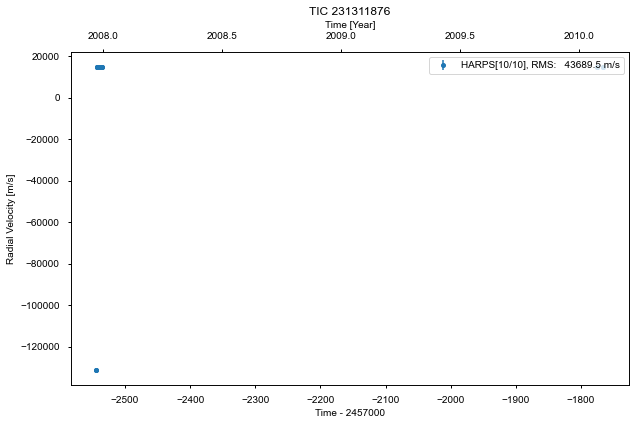 TIC 231311876
Time [Year]
2008.0 2008.5 2009.0 2009.5 2010.0
HARPS[10/10], RMS: 43689.5 m/s
20000
0
−20000
−40000
−60000
−80000
−100000
−120000
Radial Velocity [m/s]
−2500 −2400 −2300 −2200 −2100 −2000 −1900 −1800
Time - 2457000